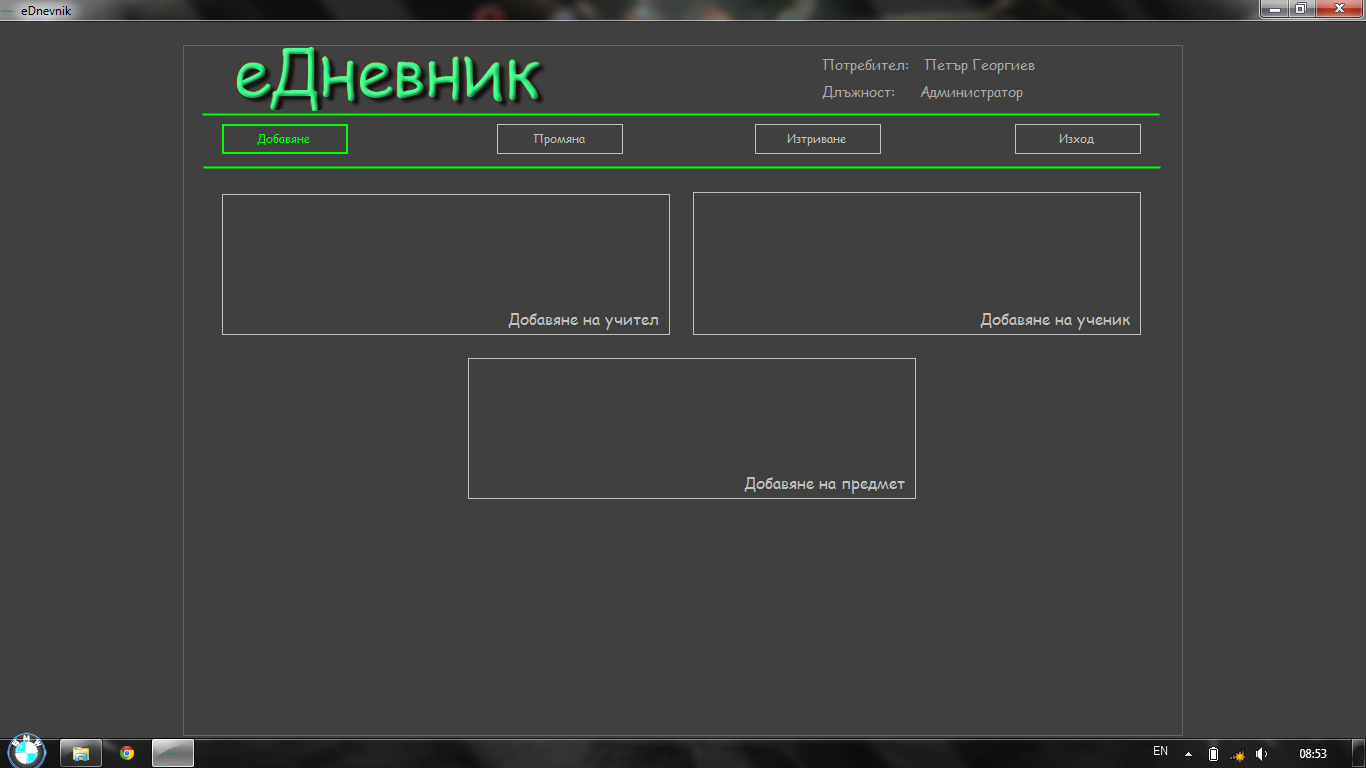 eDnevnik
еДневник
Потребител: Петър Георгиев
Длъжност: Администратор
Добавяне
Промяна
Изтриване
Изход
Добавяне на учител
Добавяне на ученик
Добавяне на предмет
BMW
EN
08:53